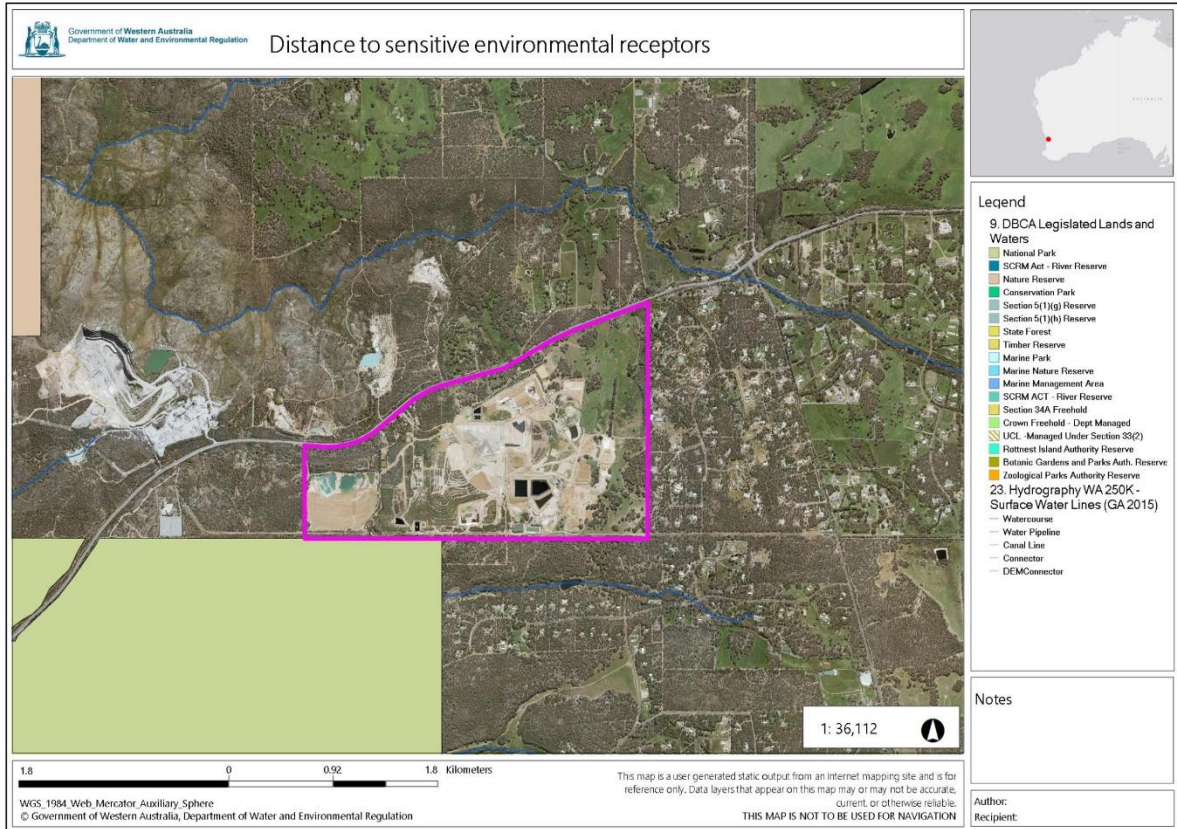 Government of Western Australia
Department of Water and Environmental Regulation
Distance to sensitive environmental receptors
Legend
9. DBCA Legislated Lands and
Waters
National Park
SCRM Act - River Reserve
Nature Reserve
Conservation Park
Section 5(1)(g) Reserve
Section 5(1)(h) Reserve
State Forest
Timber Reserve
Marine Park
Marine Nature Reserve
Marine Management Area
SCRM ACT - River Reserve
Section 34A Freehold
Crown Freehold - Dept Managed
UCL -Managed Under Section 33(2)
Rottnest Island Authority Reserve
Botanic Gardens and Parks Auth. Reserve
Zoological Parks Authority Reserve
23. Hydrography WA 250K -
Surface Water Lines (GA 2015)
Watercourse
Water Pipeline
Canal Line
Connector
DEMConnector
Notes
1: 36,112
1.8 0 0.92 1.8 Kilometers
WGS_1984_Web_Mercator_Auxiliary_Sphere
© Government of Western Australia, Department of Water and Environmental Regulation
This map is a user generated static output from an Internet mapping site and is for
reference only. Data layers that appear on this map may or may not be accurate,
current, or otherwise reliable.
THIS MAP IS NOT TO BE USED FOR NAVIGATION
Author:
Recipient: